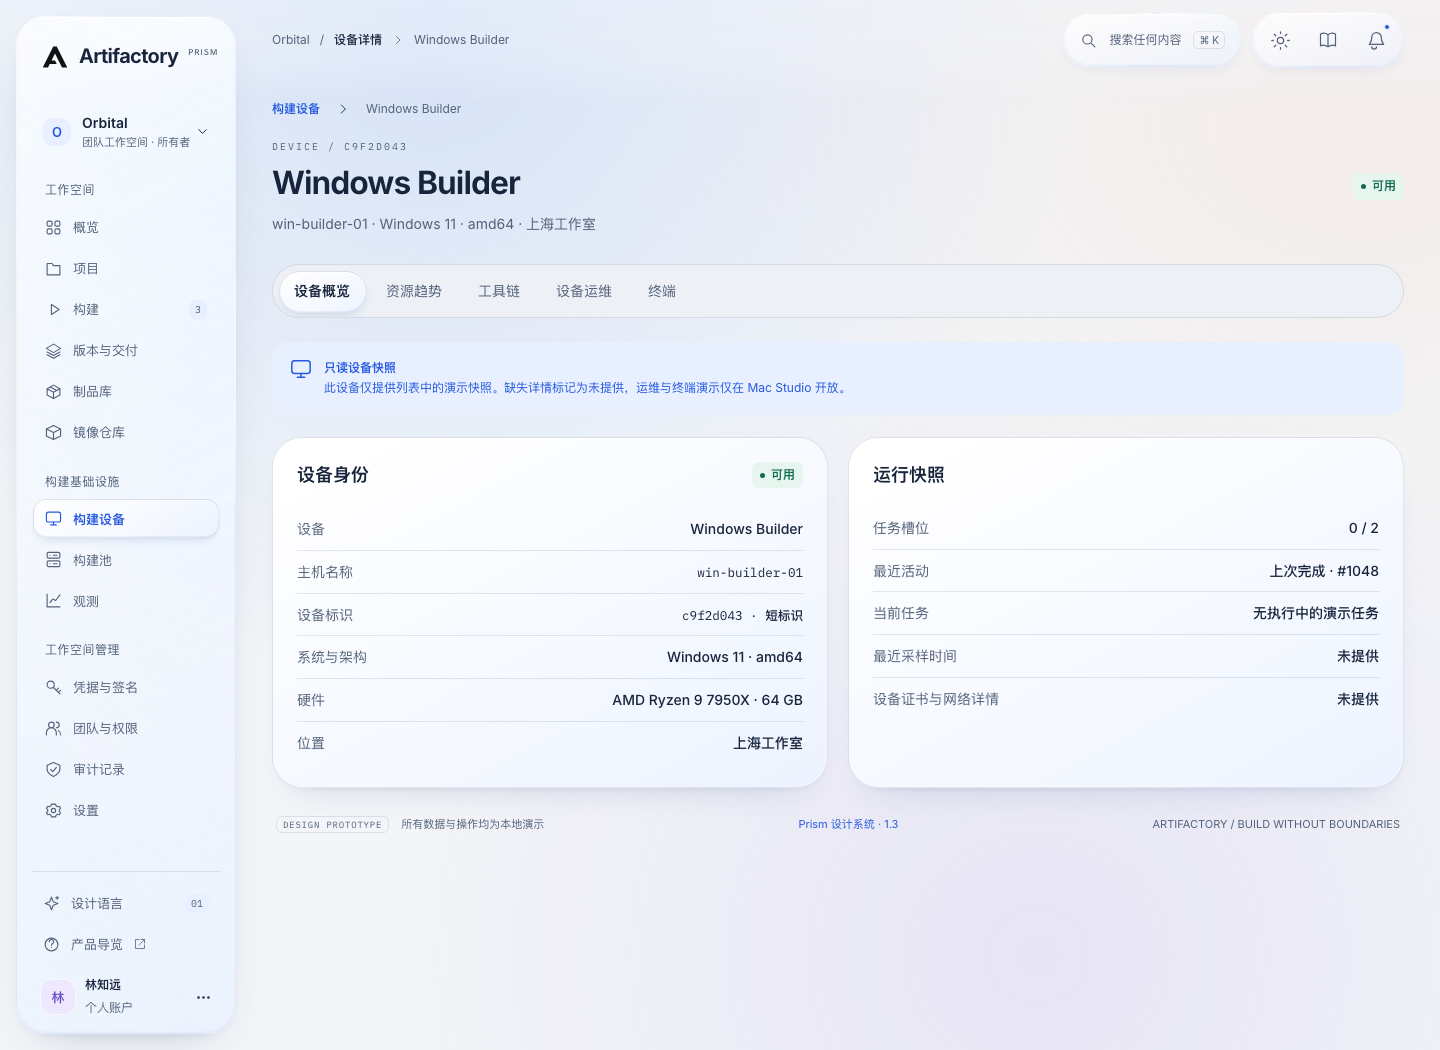 Artifactory PRISM
Orbital / 设备详情 > Windows Builder
搜索任何内容 ⌘ K
O
Orbital
团队工作空间 · 所有者
工作空间
概览
项目
构建 3
版本与交付
制品库
镜像仓库
构建基础设施
构建设备
构建池
观测
工作空间管理
凭据与签名
团队与权限
审计记录
设置
设计语言 01
产品导览
林
林知远
个人账户
构建设备 > Windows Builder
DEVICE / C9F2D043
Windows Builder
可用
win-builder-01 · Windows 11 · amd64 · 上海工作室
设备概览 资源趋势 工具链 设备运维 终端
只读设备快照
此设备仅提供列表中的演示快照。缺失详情标记为未提供，运维与终端演示仅在 Mac Studio 开放。
设备身份 可用
设备 Windows Builder
主机名称 win-builder-01
设备标识 c9f2d043 · 短标识
系统与架构 Windows 11 · amd64
硬件 AMD Ryzen 9 7950X · 64 GB
位置 上海工作室
运行快照
任务槽位 0 / 2
最近活动 上次完成 · #1048
当前任务 无执行中的演示任务
最近采样时间 未提供
设备证书与网络详情 未提供
DESIGN PROTOTYPE 所有数据与操作均为本地演示
Prism 设计系统 · 1.3
ARTIFACTORY / BUILD WITHOUT BOUNDARIES